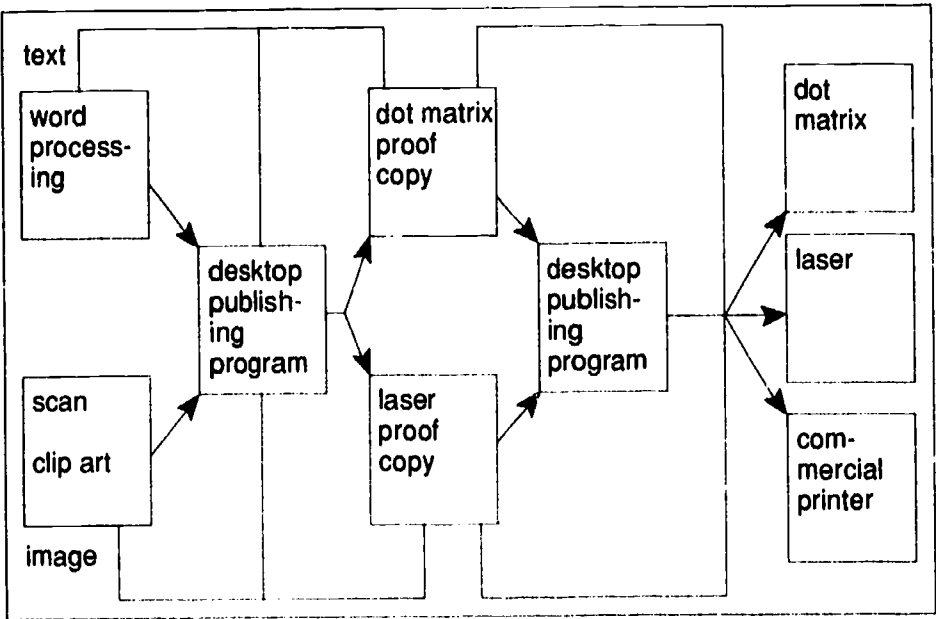 text
word
process-
ing
scan
clip art
image
desktop
publish-
ing
program
dot matrix
proof
copy
laser
proof
copy
desktop
publish-
ing
program
dot
matrix
laser
com-
mercial
printer